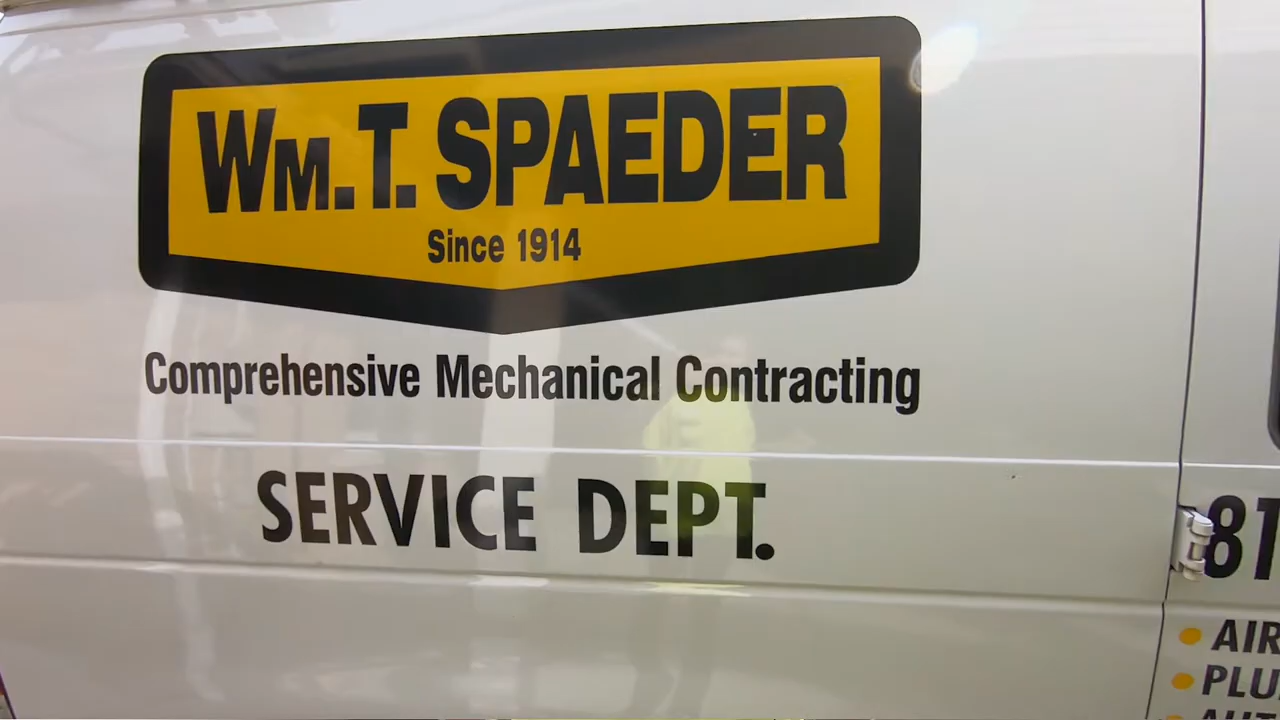 Wm. T. SPAEDER
Since 1914
Comprehensive Mechanical Contracting
SERVICE DEPT.
81
• AIR
• PLU